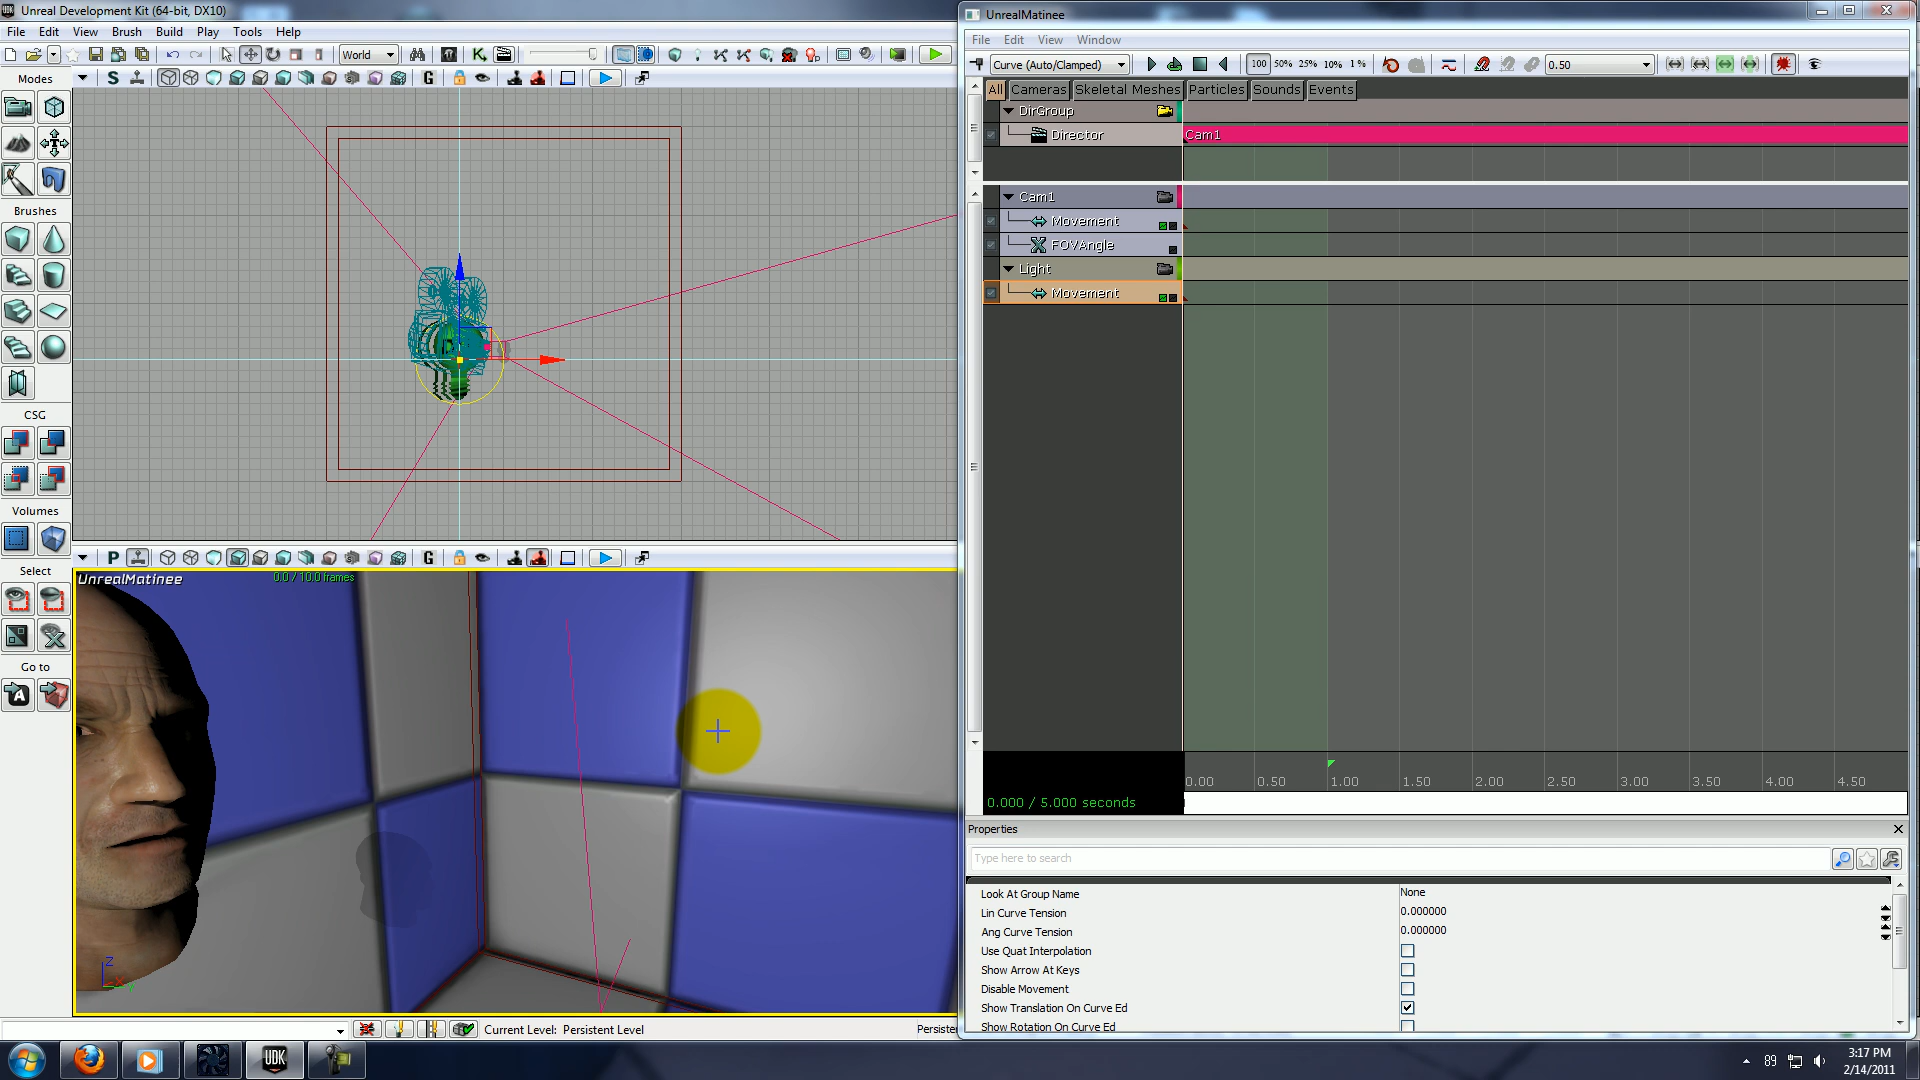 Unreal Development Kit (64-bit, DX10)
File Edit View Brush Build Play Tools Help
World
Modes
S
G
Brushes
CSG
Volumes
Select
Go to
P
G
UnrealMatinee
0.0 / 10.0 frames
Z
X
Y
Current Level: Persistent Level
Persiste
UnrealMatinee
File Edit View Window
Curve (Auto/Clamped)
100 50% 25% 10% 1 %
0.50
All Cameras Skeletal Meshes Particles Sounds Events
DirGroup
Director
Cam1
Cam1
Movement
FOVAngle
Light
Movement
0.00 0.50 1.00 1.50 2.00 2.50 3.00 3.50 4.00 4.50
0.000 / 5.000 seconds
Properties
Type here to search
Look At Group Name None
Lin Curve Tension 0.000000
Ang Curve Tension 0.000000
Use Quat Interpolation
Show Arrow At Keys
Disable Movement
Show Translation On Curve Ed
Show Rotation On Curve Ed
UDK
89
3:17 PM
2/14/2011